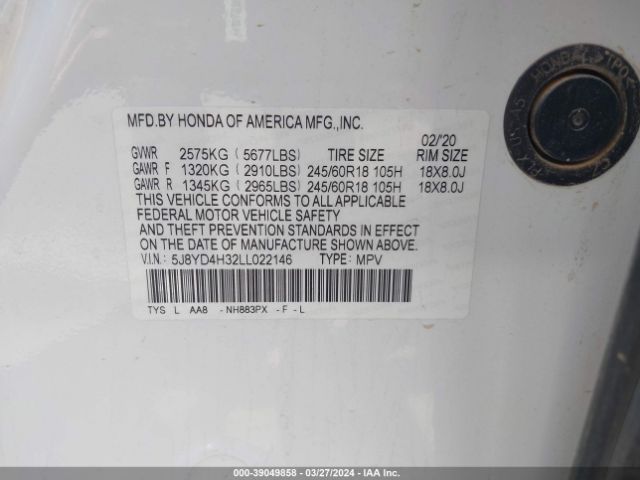 MFD.BY HONDA OF AMERICA MFG.,INC.
02/'20
GVWR 2575KG ( 5677LBS) TIRE SIZE RIM SIZE
GAWR F 1320KG ( 2910LBS) 245/60R18 105H 18X8.0J
GAWR R 1345KG ( 2965LBS) 245/60R18 105H 18X8.0J
THIS VEHICLE CONFORMS TO ALL APPLICABLE
FEDERAL MOTOR VEHICLE SAFETY
AND THEFT PREVENTION STANDARDS IN EFFECT
ON THE DATE OF MANUFACTURE SHOWN ABOVE.
V.I.N.: 5J8YD4H32LL022146 TYPE: MPV
TYS L AA8 - NH883PX - F - L
HONDA TPO
25
000-39049858 - 03/27/2024 - IAA Inc.